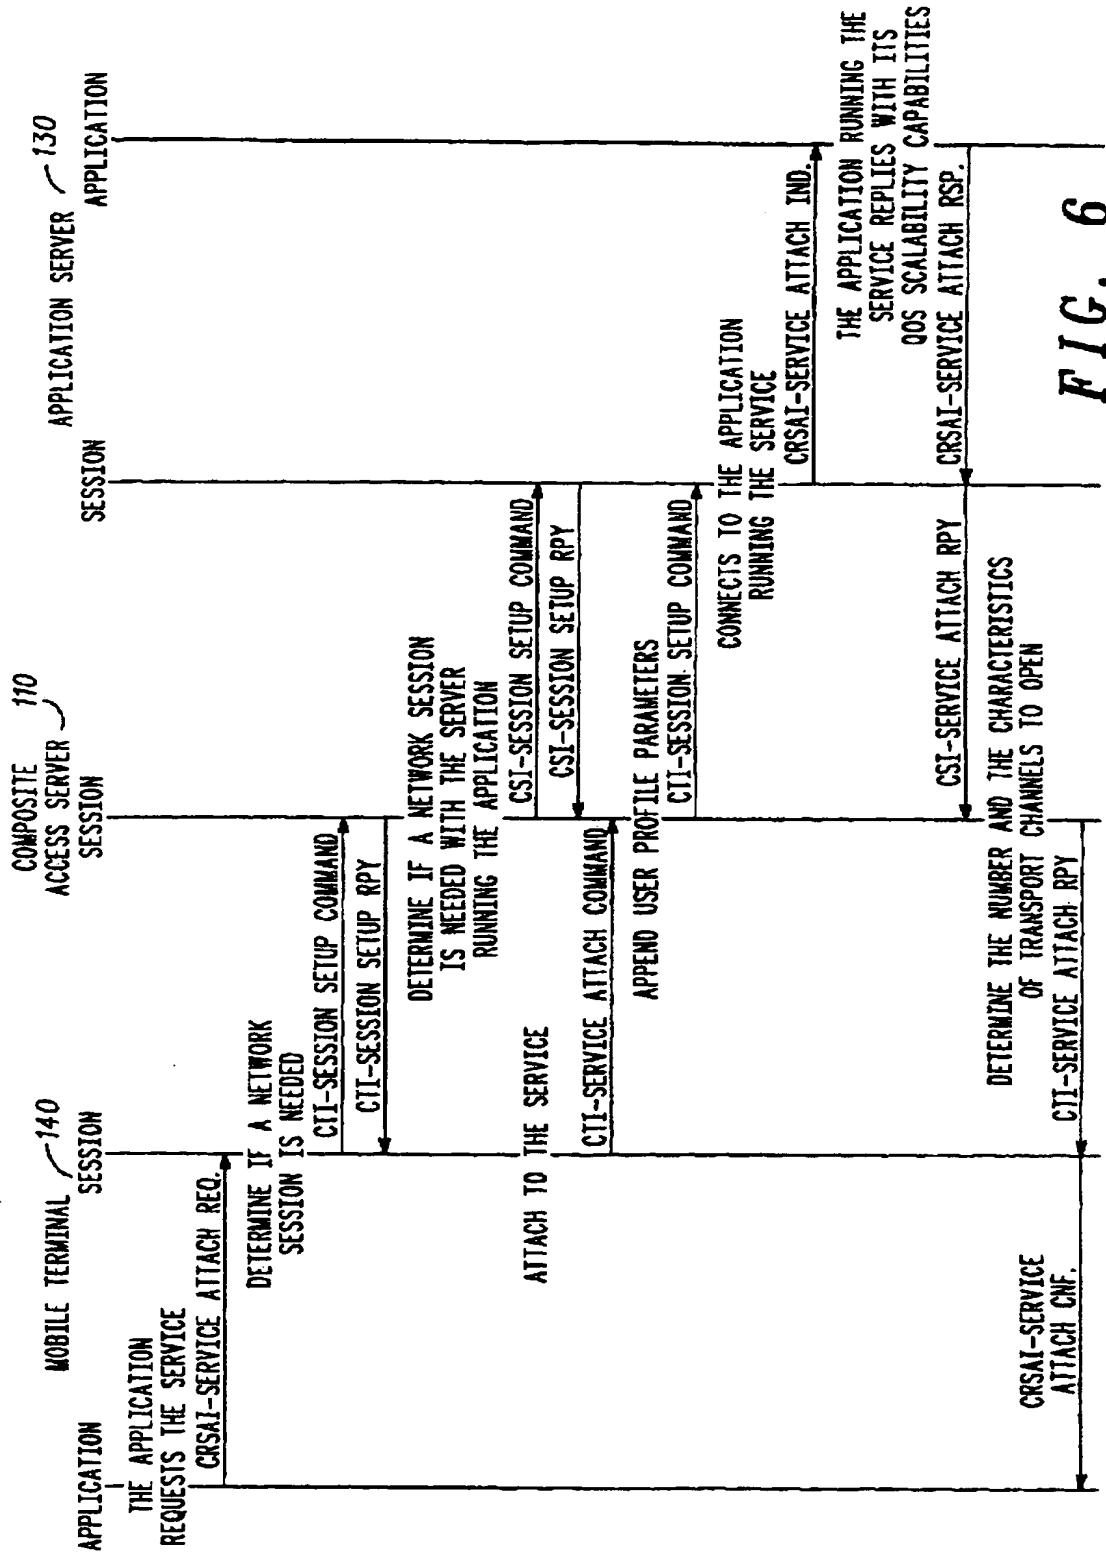 MOBILE TERMINAL 140
COMPOSITE
ACCESS SERVER 110
APPLICATION SERVER 130
APPLICATION
SESSION
SESSION
SESSION
APPLICATION
THE APPLICATION
REQUESTS THE SERVICE
CRSAI-SERVICE ATTACH REQ.
DETERMINE IF A NETWORK
SESSION IS NEEDED
CTI-SESSION SETUP COMMAND
CTI-SESSION SETUP RPY
DETERMINE IF A NETWORK SESSION
IS NEEDED WITH THE SERVER
RUNNING THE APPLICATION
CSI-SESSION SETUP COMMAND
CSI-SESSION SETUP RPY
ATTACH TO THE SERVICE
CTI-SERVICE ATTACH COMMAND
APPEND USER PROFILE PARAMETERS
CTI-SESSION SETUP COMMAND
CONNECTS TO THE APPLICATION
RUNNING THE SERVICE
CRSAI-SERVICE ATTACH IND.
THE APPLICATION RUNNING THE
SERVICE REPLIES WITH ITS
QOS SCALABILITY CAPABILITIES
CRSAI-SERVICE ATTACH RSP.
CSI-SERVICE ATTACH RPY
DETERMINE THE NUMBER AND THE CHARACTERISTICS
OF TRANSPORT CHANNELS TO OPEN
CTI-SERVICE ATTACH RPY
CRSAI-SERVICE
ATTACH CNF.
FIG. 6